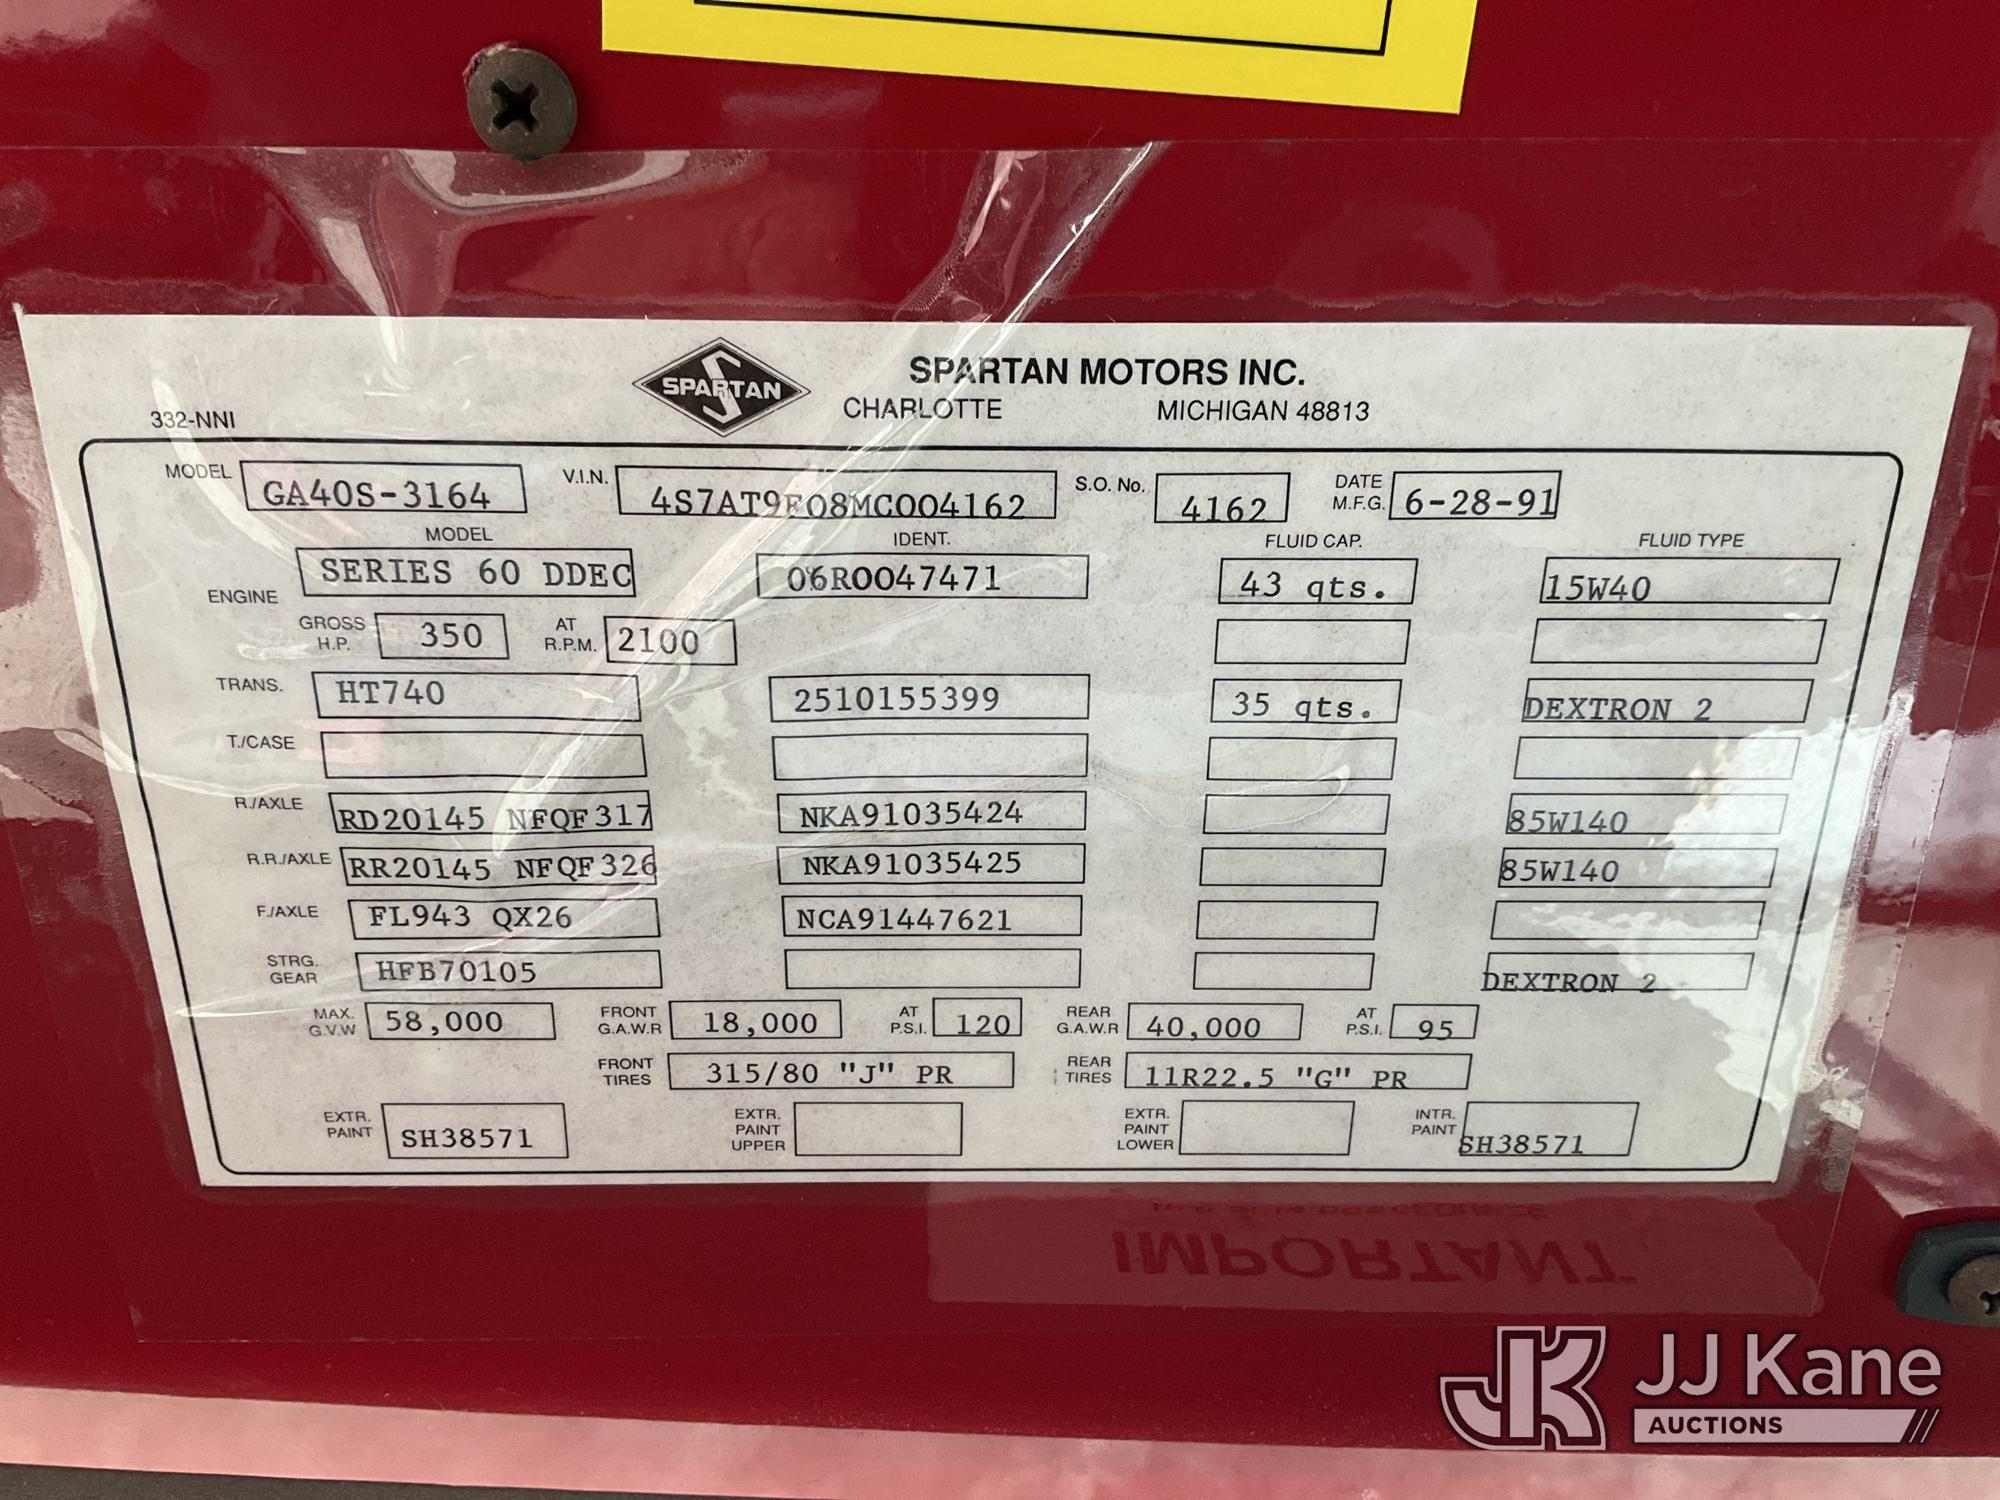 SPARTAN
SPARTAN MOTORS INC.
CHARLOTTE MICHIGAN 48813
332-NNI
MODEL GA40S-3164 V.I.N. 4S7AT9F08MC004162 S.O. No. 4162 DATE M.F.G. 6-28-91
MODEL IDENT. FLUID CAP. FLUID TYPE
ENGINE SERIES 60 DDEC 06R0047471 43 qts. 15W40
GROSS H.P. 350 AT R.P.M. 2100
TRANS. HT740 2510155399 35 qts. DEXTRON 2
T./CASE
R./AXLE RD20145 NFQF317 NKA91035424 85W140
R.R./AXLE RR20145 NFQF326 NKA91035425 85W140
F./AXLE FL943 QX26 NCA91447621
STRG. GEAR HFB70105 DEXTRON 2
MAX. G.V.W 58,000 FRONT G.A.W.R 18,000 AT P.S.I. 120 REAR G.A.W.R 40,000 AT P.S.I. 95
FRONT TIRES 315/80 "J" PR REAR TIRES 11R22.5 "G" PR
EXTR. PAINT SH38571 EXTR. PAINT UPPER EXTR. PAINT LOWER INTR. PAINT SH38571
IMPORTANT
JK JJ Kane
AUCTIONS